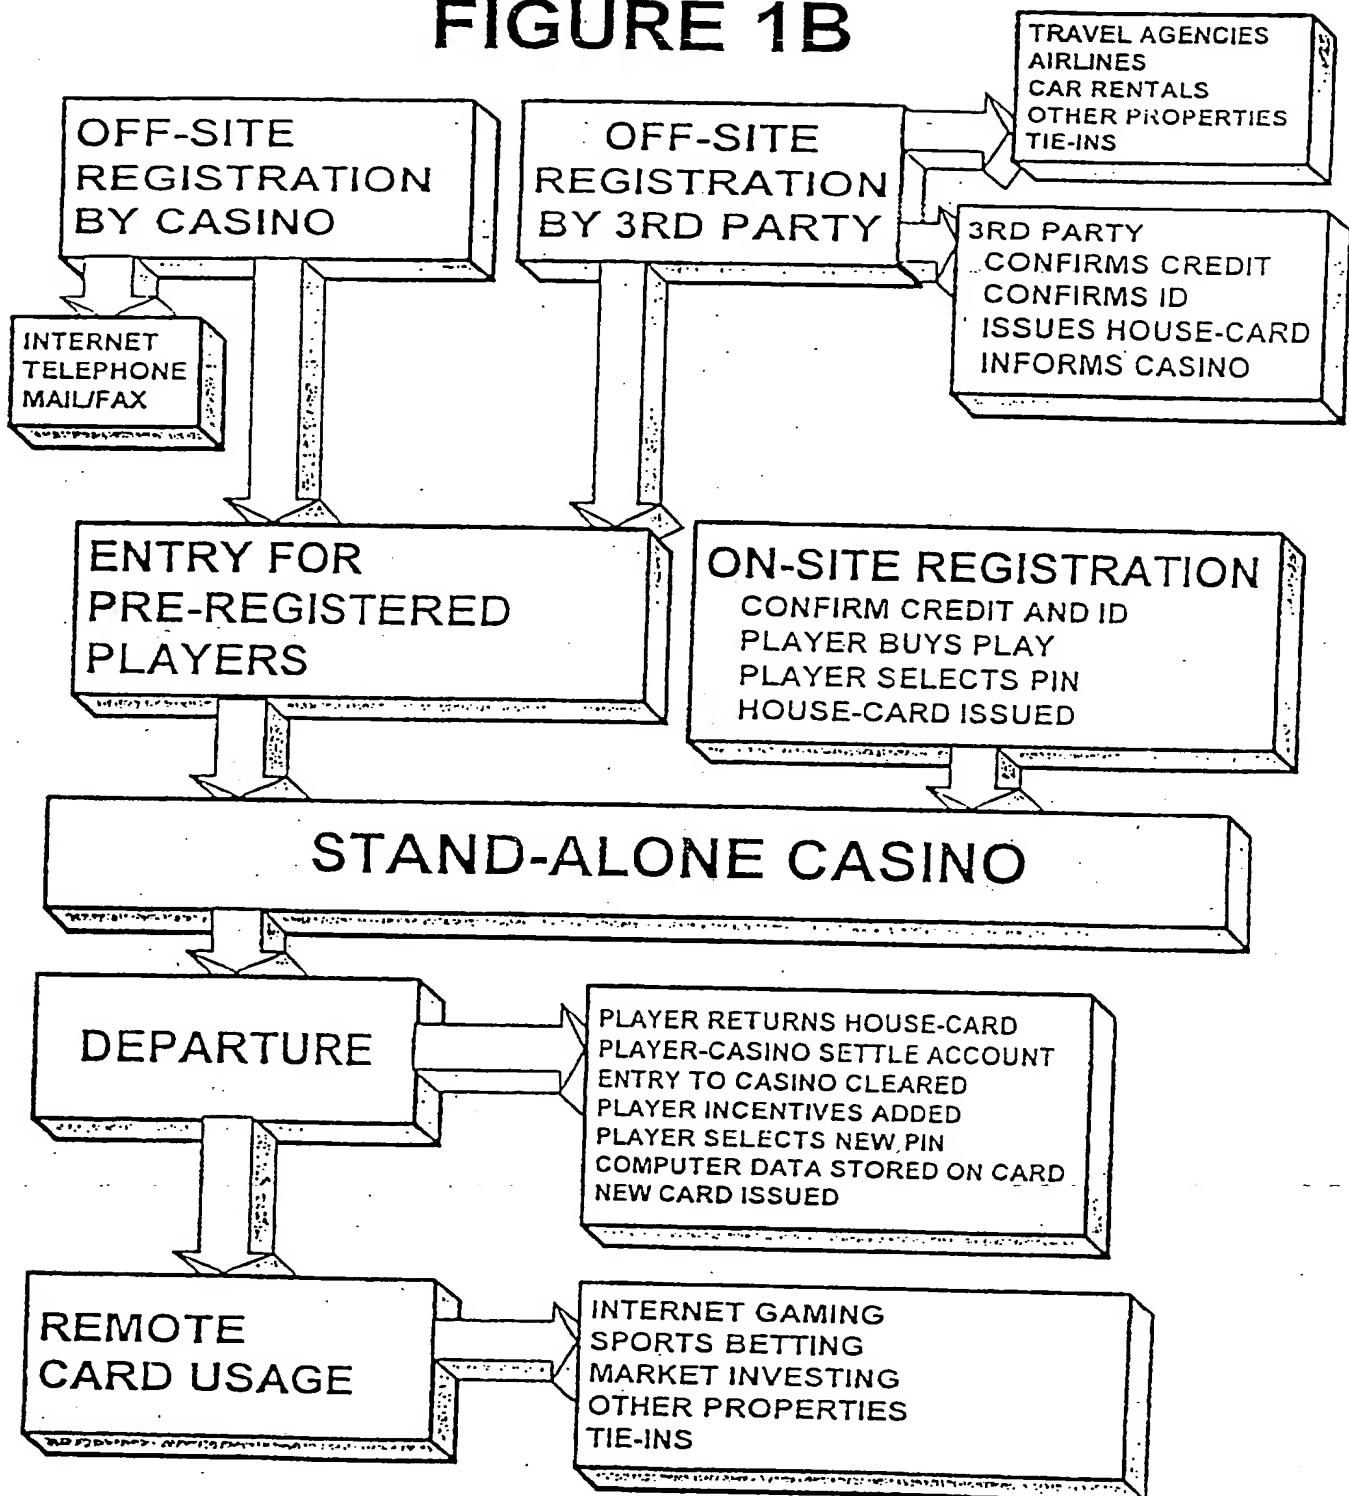 FIGURE 1B
TRAVEL AGENCIES
AIRLINES
CAR RENTALS
OTHER PROPERTIES
TIE-INS
OFF-SITE
REGISTRATION
BY CASINO
OFF-SITE
REGISTRATION
BY 3RD PARTY
3RD PARTY
CONFIRMS CREDIT
CONFIRMS ID
ISSUES HOUSE-CARD
INFORMS CASINO
INTERNET
TELEPHONE
MAIL/FAX
ENTRY FOR
PRE-REGISTERED
PLAYERS
ON-SITE REGISTRATION
CONFIRM CREDIT AND ID
PLAYER BUYS PLAY
PLAYER SELECTS PIN
HOUSE-CARD ISSUED
STAND-ALONE CASINO
DEPARTURE
PLAYER RETURNS HOUSE-CARD
PLAYER-CASINO SETTLE ACCOUNT
ENTRY TO CASINO CLEARED
PLAYER INCENTIVES ADDED
PLAYER SELECTS NEW PIN
COMPUTER DATA STORED ON CARD
NEW CARD ISSUED
REMOTE
CARD USAGE
INTERNET GAMING
SPORTS BETTING
MARKET INVESTING
OTHER PROPERTIES
TIE-INS